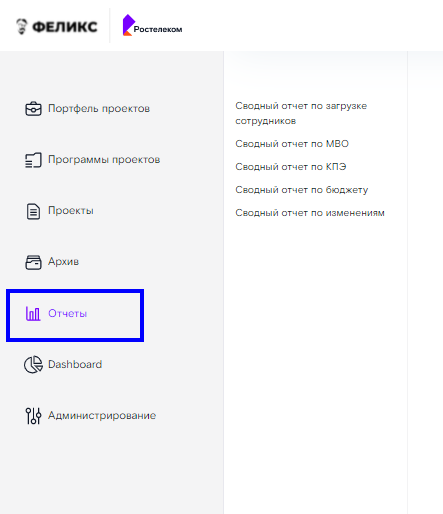 ФЕЛИКС
Ростелеком
Портфель проектов
Программы проектов
Проекты
Архив
Отчеты
Dashboard
Администрирование
Сводный отчет по загрузке
сотрудников
Сводный отчет по МВО
Сводный отчет по КПЭ
Сводный отчет по бюджету
Сводный отчет по изменениям